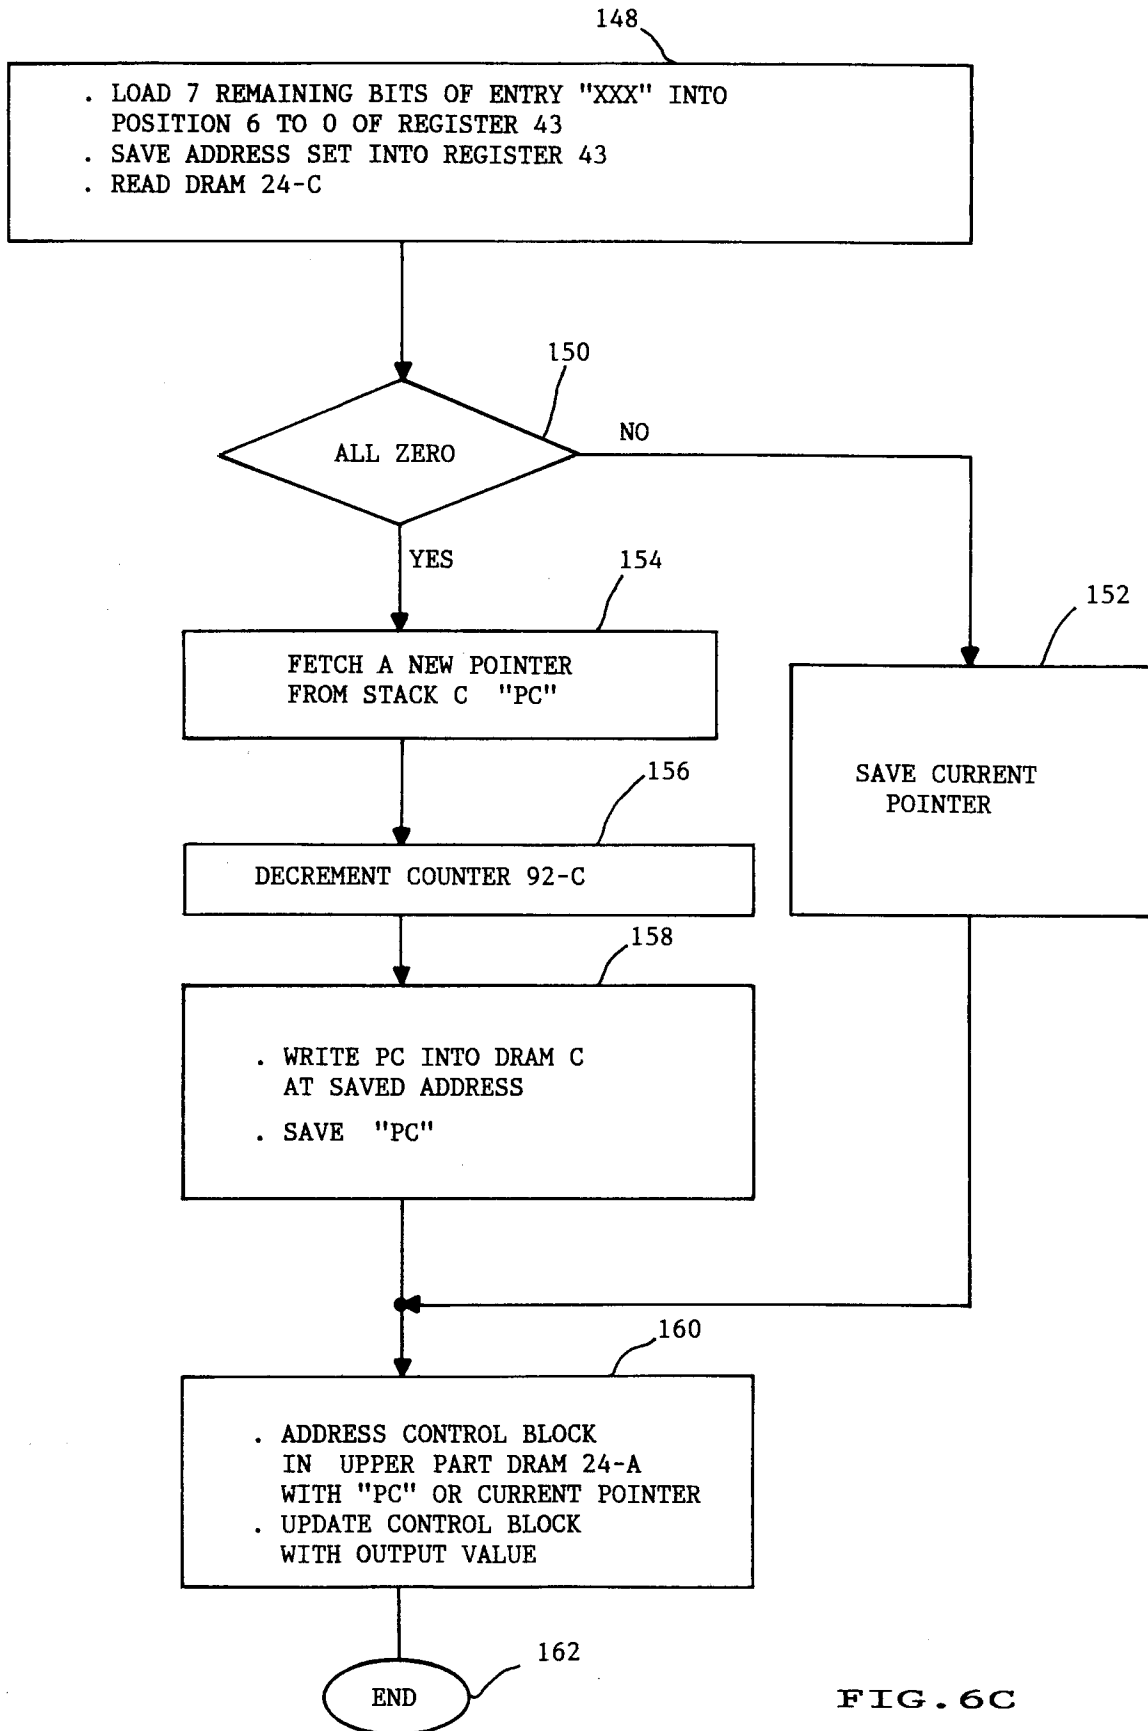 148
. LOAD 7 REMAINING BITS OF ENTRY "XXX" INTO
POSITION 6 TO 0 OF REGISTER 43
. SAVE ADDRESS SET INTO REGISTER 43
. READ DRAM 24-C
150
ALL ZERO
NO
YES
154
152
FETCH A NEW POINTER
FROM STACK C "PC"
SAVE CURRENT
POINTER
156
DECREMENT COUNTER 92-C
158
. WRITE PC INTO DRAM C
AT SAVED ADDRESS
. SAVE "PC"
160
. ADDRESS CONTROL BLOCK
IN UPPER PART DRAM 24-A
WITH "PC" OR CURRENT POINTER
. UPDATE CONTROL BLOCK
WITH OUTPUT VALUE
162
END
FIG.6C